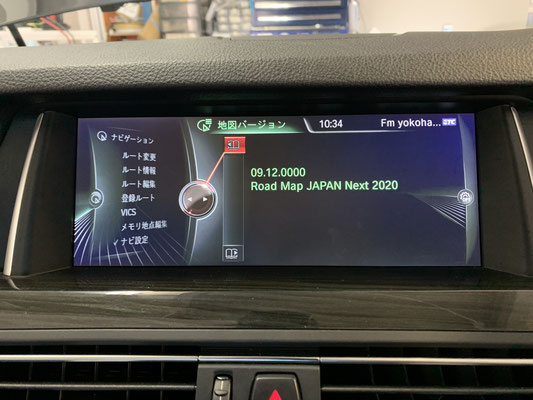 地図バージョン 10:34 Fm yokoha... ETC
ナビゲーション
ルート変更
ルート情報
ルート編集
登録ルート
VICS
メモリ地点編集
✓ ナビ設定
09.12.0000
Road Map JAPAN Next 2020